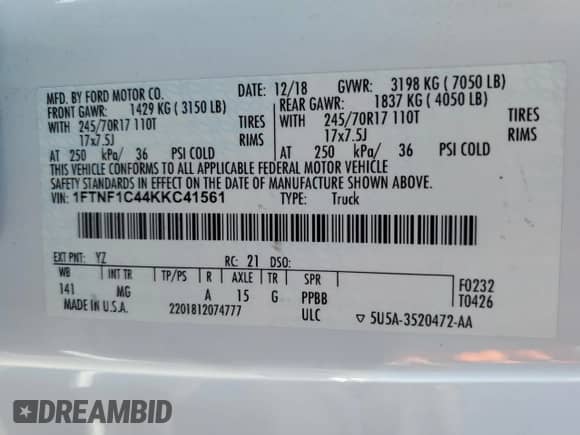 MFD. BY FORD MOTOR CO.
DATE: 12/18 GVWR: 3198 KG ( 7050 LB)
FRONT GAWR: 1429 KG ( 3150 LB) REAR GAWR: 1837 KG ( 4050 LB)
WITH 245/70R17 110T TIRES WITH 245/70R17 110T TIRES
17x7.5J RIMS 17x7.5J RIMS
AT 250 kPa/ 36 PSI COLD AT 250 kPa/ 36 PSI COLD
THIS VEHICLE CONFORMS TO ALL APPLICABLE FEDERAL MOTOR VEHICLE
SAFETY STANDARDS IN EFFECT ON THE DATE OF MANUFACTURE SHOWN ABOVE.
VIN: 1FTNF1C44KKC41561 TYPE: Truck
EXT PNT: YZ RC: 21 DSO:
WB INT TR TP/PS R AXLE TR SPR
141 MG A 15 G PPBB
ULC
F0232
T0426
MADE IN U.S.A. 2201812074777 ▽ 5U5A-3520472-AA
DREAMBID